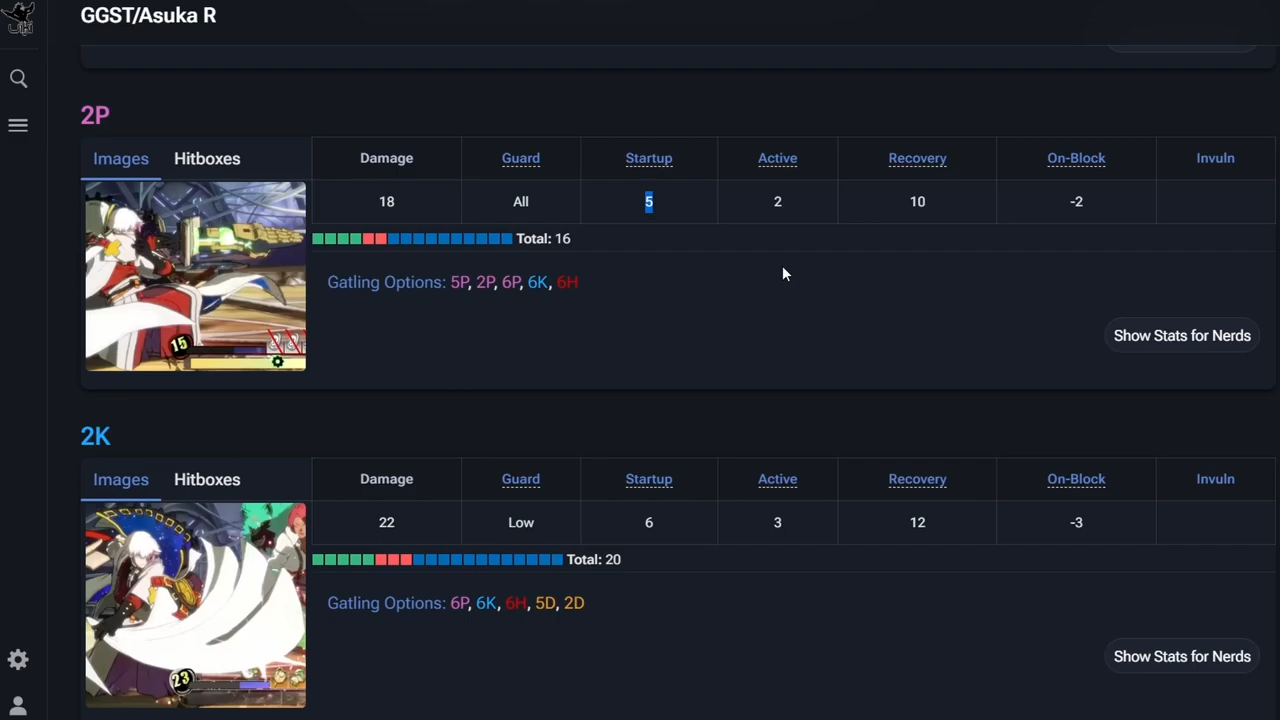 GGST/Asuka R
2P
Images Hitboxes Damage Guard Startup Active Recovery On-Block Invuln
18 All 5 2 10 -2
Total: 16
Gatling Options: 5P, 2P, 6P, 6K, 6H
15
Show Stats for Nerds
2K
Images Hitboxes Damage Guard Startup Active Recovery On-Block Invuln
22 Low 6 3 12 -3
Total: 20
Gatling Options: 6P, 6K, 6H, 5D, 2D
23
Show Stats for Nerds